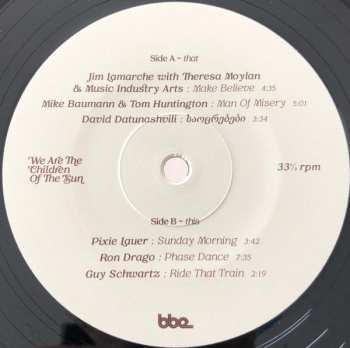 Side A - that
Jim Lamarche with Theresa Moylan
& Music Industry Arts : Make Believe 4:35
Mike Baumann & Tom Huntington : Man Of Misery 5:01
David Datunashvili : საოცრებები 3:34
We Are The
Children
Of The Sun
33⅓ rpm
Side B - this
Pixie Lauer : Sunday Morning 3:42
Ron Drago : Phase Dance 7:35
Guy Schwartz : Ride That Train 2:19
bbe